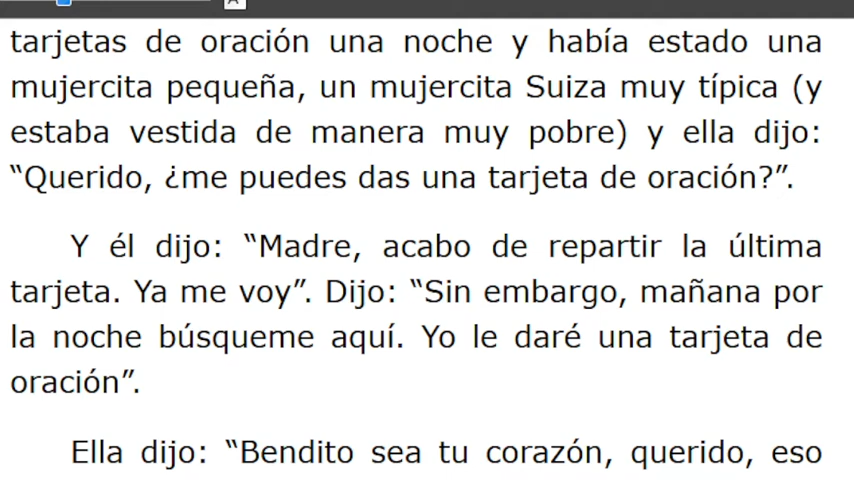 tarjetas de oración una noche y había estado una
mujercita pequeña, un mujercita Suiza muy típica (y
estaba vestida de manera muy pobre) y ella dijo:
“Querido, ¿me puedes das una tarjeta de oración?”.
Y él dijo: “Madre, acabo de repartir la última
tarjeta. Ya me voy”. Dijo: “Sin embargo, mañana por
la noche búsqueme aquí. Yo le daré una tarjeta de
oración”.
Ella dijo: “Bendito sea tu corazón, querido, eso